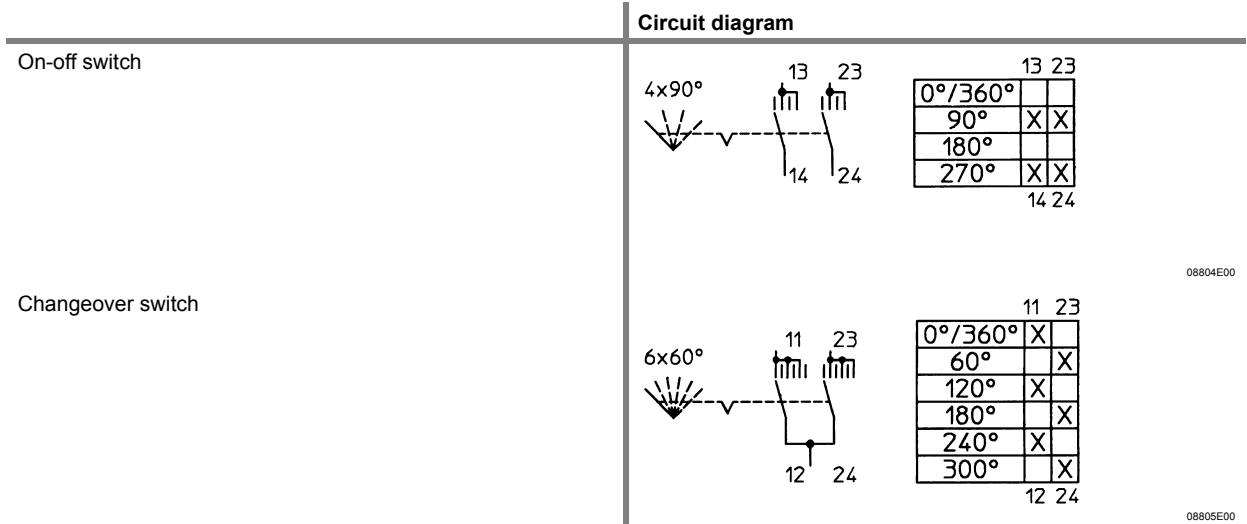 Circuit diagram
On-off switch
4x90°
13 23
14 24
13 23
0°/360°
90° X X
180°
270° X X
14 24
08804E00
Changeover switch
6x60°
11 23
12 24
11 23
0°/360° X
60° X
120° X
180° X
240° X
300° X
12 24
08805E00